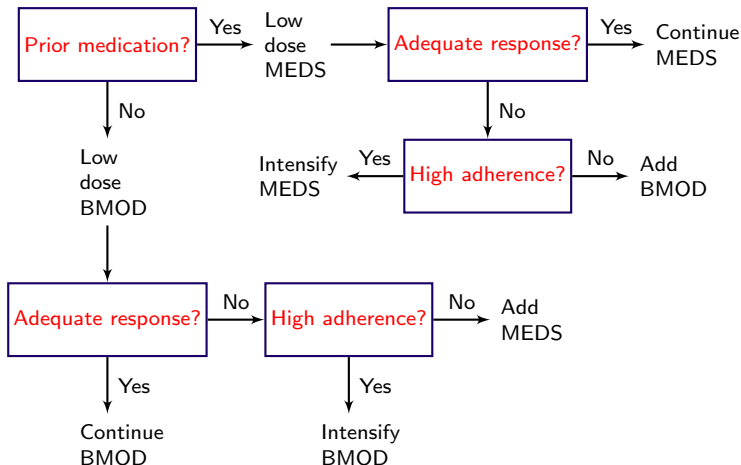 Prior medication?
Yes
Low
dose
MEDS
Adequate response?
Yes
Continue
MEDS
No
No
Low
dose
BMOD
Intensify
MEDS
Yes
High adherence?
No
Add
BMOD
Adequate response?
No
High adherence?
No
Add
MEDS
Yes
Yes
Continue
BMOD
Intensify
BMOD